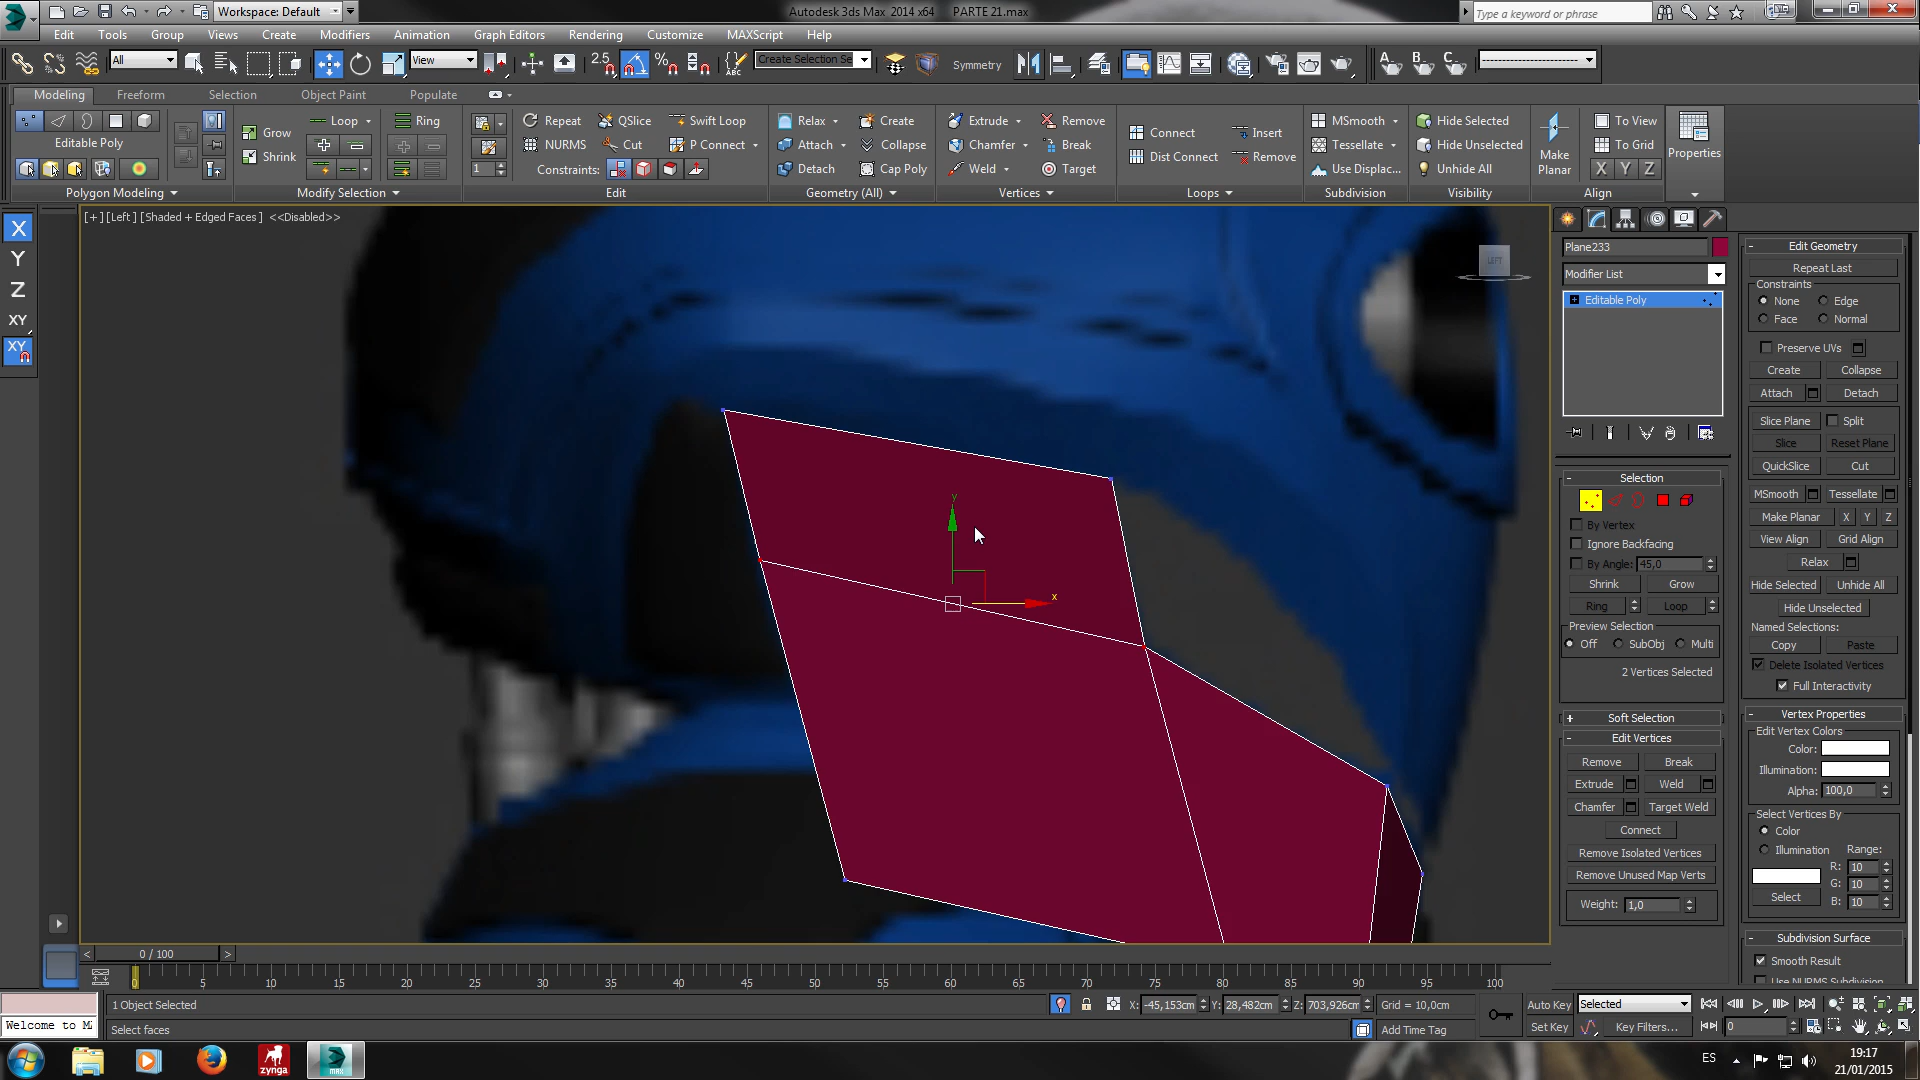 Workspace: Default
Autodesk 3ds Max 2014 x64 PARTE 21.max
Type a keyword or phrase
Edit Tools Group Views Create Modifiers Animation Graph Editors Rendering Customize MAXScript Help
All
View
2.5
Create Selection Se
Symmetry
A... B... C...
Modeling Freeform Selection Object Paint Populate
Editable Poly
Polygon Modeling
Grow
Shrink
Loop
Ring
Modify Selection
1
Repeat QSlice Swift Loop
NURMS Cut P Connect
Constraints:
Edit
Relax Create
Attach Collapse
Detach Cap Poly
Geometry (All)
Extrude Remove
Chamfer Break
Weld Target
Vertices
Connect Insert
Dist Connect Remove
Loops
MSmooth
Tessellate
Use Displac...
Subdivision
Hide Selected
Hide Unselected
Unhide All
Visibility
Make
Planar
To View
To Grid
X Y Z
Align
Properties
X
Y
Z
XY
XY
[+] [Left] [Shaded + Edged Faces] <<Disabled>>
LEFT
y
x
Plane233
Modifier List
Editable Poly
Selection
By Vertex
Ignore Backfacing
By Angle: 45,0
Shrink Grow
Ring Loop
Preview Selection
Off SubObj Multi
2 Vertices Selected
Soft Selection
Edit Vertices
Remove Break
Extrude Weld
Chamfer Target Weld
Connect
Remove Isolated Vertices
Remove Unused Map Verts
Weight: 1,0
Edit Geometry
Repeat Last
Constraints
None Edge
Face Normal
Preserve UVs
Create Collapse
Attach Detach
Slice Plane Split
Slice Reset Plane
QuickSlice Cut
MSmooth Tessellate
Make Planar X Y Z
View Align Grid Align
Relax
Hide Selected Unhide All
Hide Unselected
Named Selections:
Copy Paste
Delete Isolated Vertices
Full Interactivity
Vertex Properties
Edit Vertex Colors
Color:
Illumination:
Alpha: 100,0
Select Vertices By
Color
Illumination Range:
R: 10
G: 10
Select B: 10
Subdivision Surface
Smooth Result
Use NURMS Subdivision
0 / 100
0 5 10 15 20 25 30 35 40 45 50 55 60 65 70 75 80 85 90 95 100
1 Object Selected
X: -45,153cm Y: 28,482cm Z: 703,926cm Grid = 10,0cm
Auto Key Selected
Welcome to M
Select faces
Add Time Tag
Set Key Key Filters...
0
zynga
MAX
ES
19:17
21/01/2015